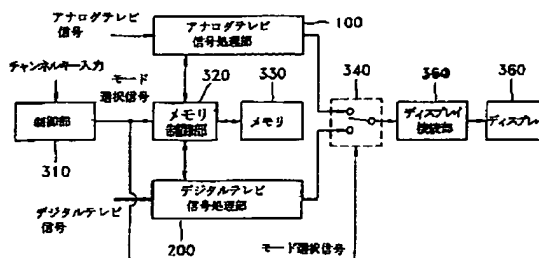 アナログテレビ
信号
アナログテレビ
信号処理部
100
チャンネルキー入力
モード
選択信号
320
330
340
360
360
制御部
メモリ
制御部
メモリ
ディスプレイ
接続部
ディスプレイ
310
デジタルテレビ
信号処理部
デジタルテレビ
信号
200
モード選択信号